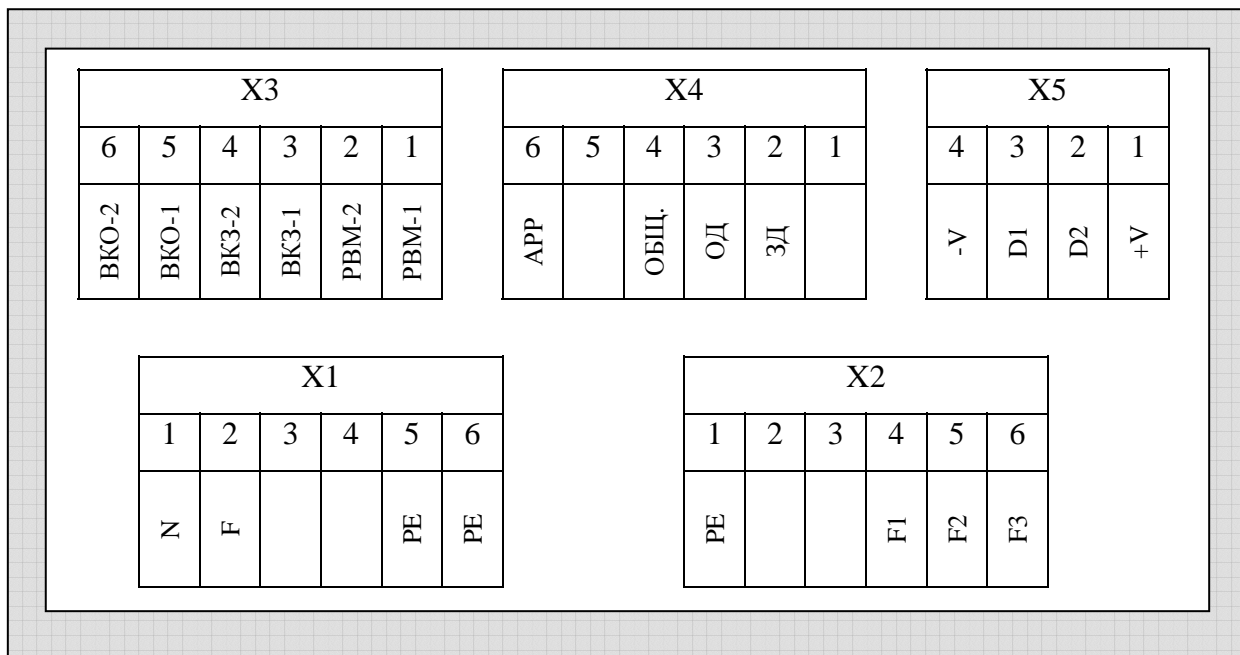 X3 X4 X5
6 5 4 3 2 1 6 5 4 3 2 1 4 3 2 1
ВКО-2 ВКО-1 ВКЗ-2 ВКЗ-1 РВМ-2 РВМ-1 АРР ОБЩ. ОД ЗД -V D1 D2 +V
X1 X2
1 2 3 4 5 6 1 2 3 4 5 6
N F PE PE PE F1 F2 F3